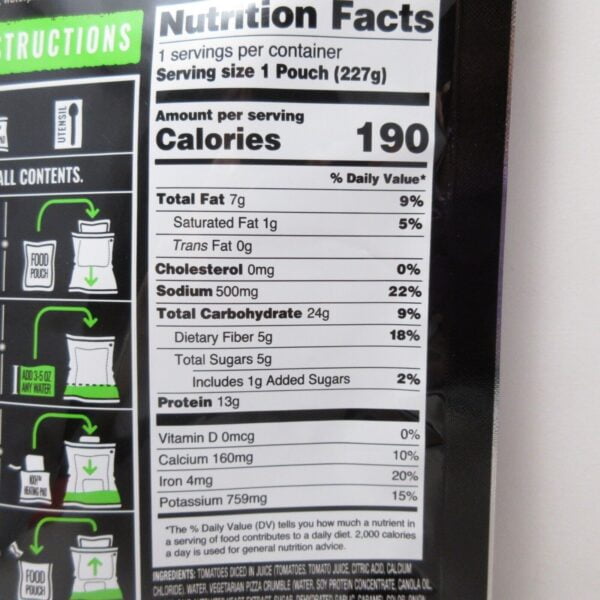 Nutrition Facts
1 servings per container
Serving size 1 Pouch (227g)
Amount per serving
Calories 190
% Daily Value*
Total Fat 7g 9%
Saturated Fat 1g 5%
Trans Fat 0g
Cholesterol 0mg 0%
Sodium 500mg 22%
Total Carbohydrate 24g 9%
Dietary Fiber 5g 18%
Total Sugars 5g
Includes 1g Added Sugars 2%
Protein 13g
Vitamin D 0mcg 0%
Calcium 160mg 10%
Iron 4mg 20%
Potassium 759mg 15%
*The % Daily Value (DV) tells you how much a nutrient in
a serving of food contributes to a daily diet. 2,000 calories
a day is used for general nutrition advice.
INGREDIENTS: TOMATOES DICED IN JUICE (TOMATOES, TOMATO JUICE, CITRIC ACID, CALCIUM
CHLORIDE), WATER, VEGETARIAN PIZZA CRUMBLE (WATER, SOY PROTEIN CONCENTRATE, CANOLA OIL,
STRUCTIONS
UTENSIL
ALL CONTENTS.
FOOD
POUCH
ADD 3-5 OZ
ANY WATER
HEATING PAD
FOOD
POUCH